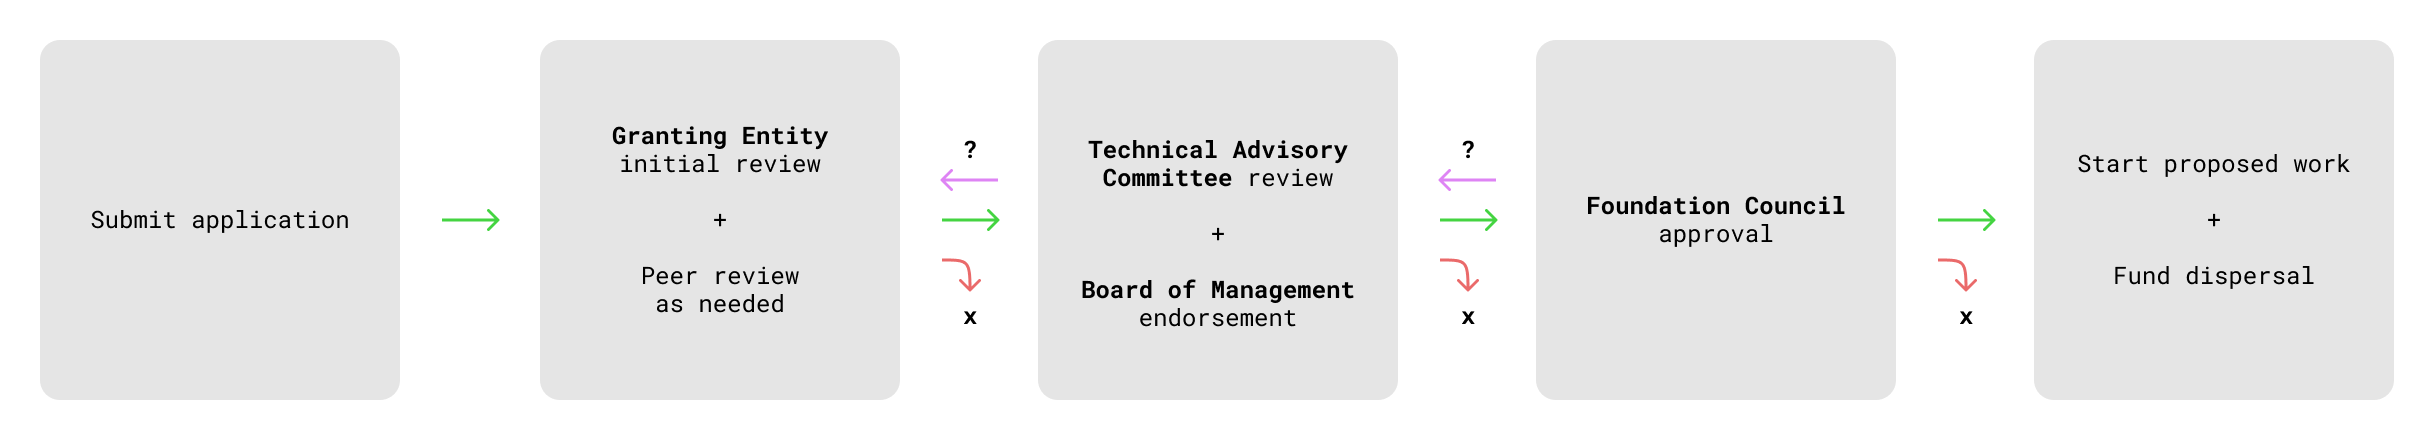 Submit application
Granting Entity
initial review
+
Peer review
as needed
?
x
Technical Advisory
Committee review
+
Board of Management
endorsement
?
x
Foundation Council
approval
x
Start proposed work
+
Fund dispersal